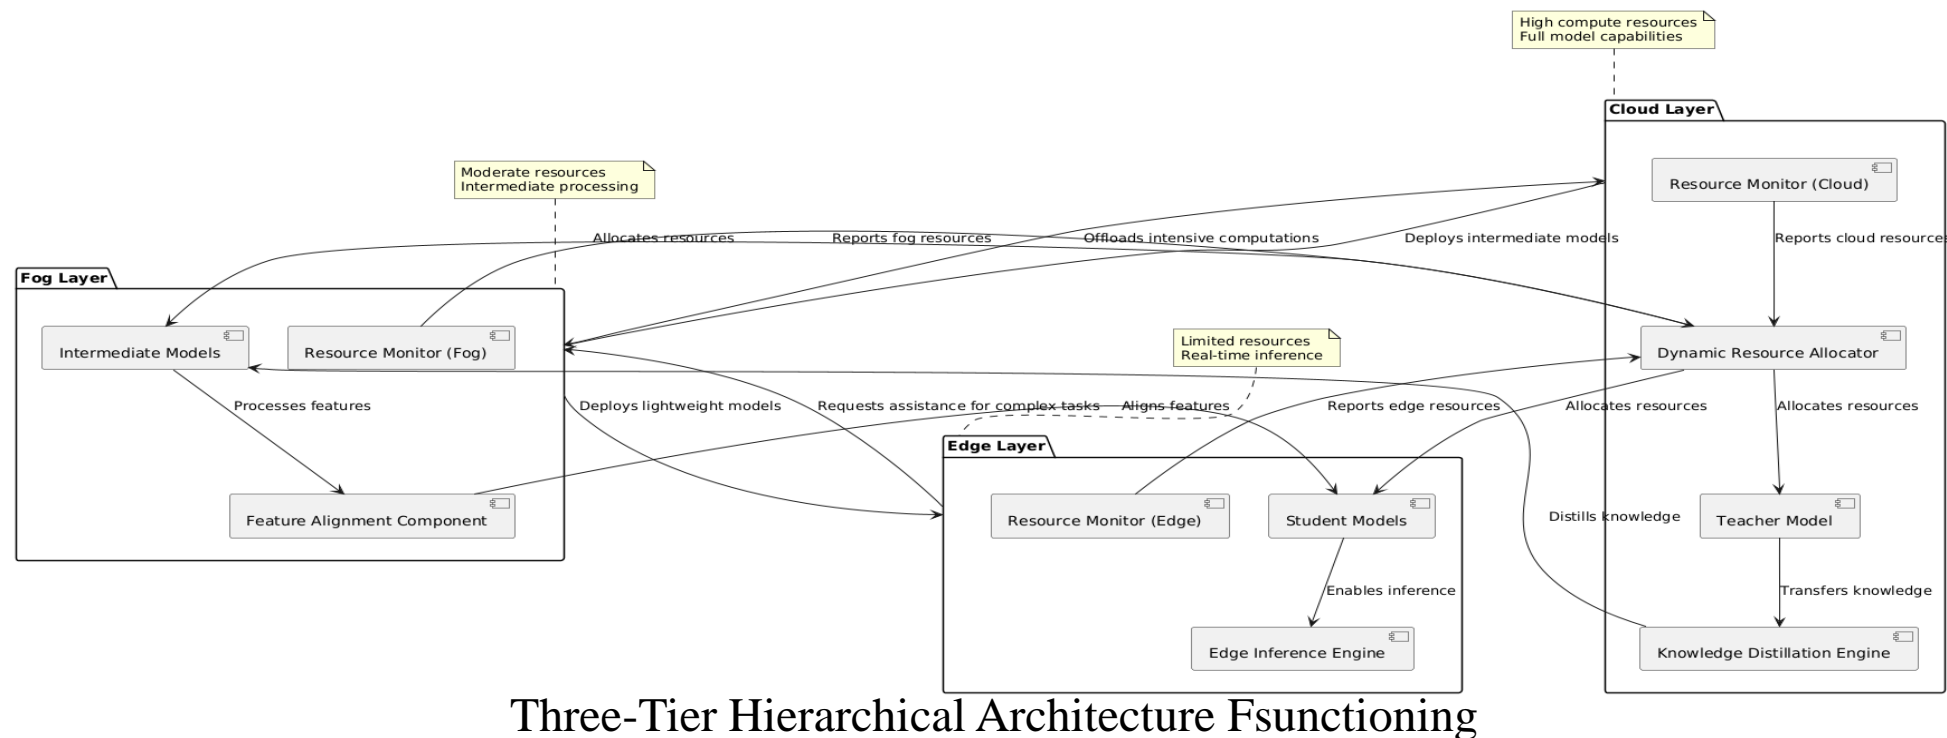 High compute resources
Full model capabilities
Cloud Layer
Moderate resources
Intermediate processing
Resource Monitor (Cloud)
Allocates resources
Reports fog resources
Offloads intensive computations
Deploys intermediate models
Reports cloud resources
Fog Layer
Intermediate Models
Resource Monitor (Fog)
Limited resources
Real-time inference
Dynamic Resource Allocator
Processes features
Deploys lightweight models
Requests assistance for complex tasks
Aligns features
Reports edge resources
Allocates resources
Allocates resources
Edge Layer
Feature Alignment Component
Resource Monitor (Edge)
Student Models
Distills knowledge
Teacher Model
Enables inference
Transfers knowledge
Edge Inference Engine
Knowledge Distillation Engine
Three-Tier Hierarchical Architecture Fsunctioning